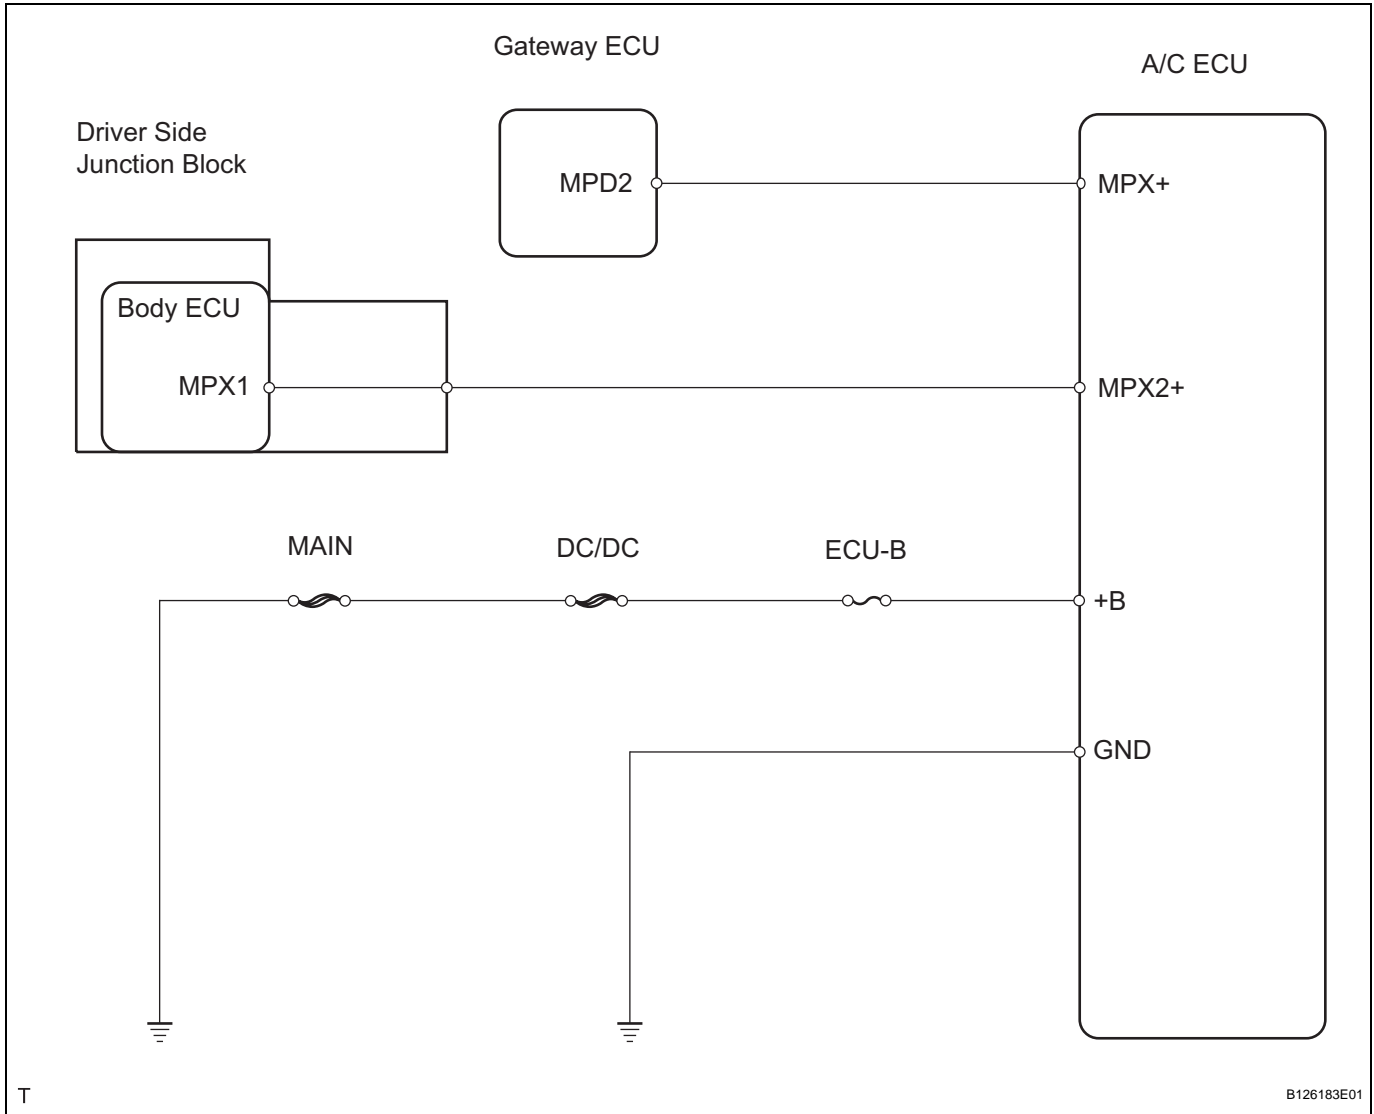 Gateway ECU
A/C ECU
Driver Side
Junction Block
MPD2
MPX+
Body ECU
MPX1
MPX2+
MAIN
DC/DC
ECU-B
+B
GND
T
B126183E01